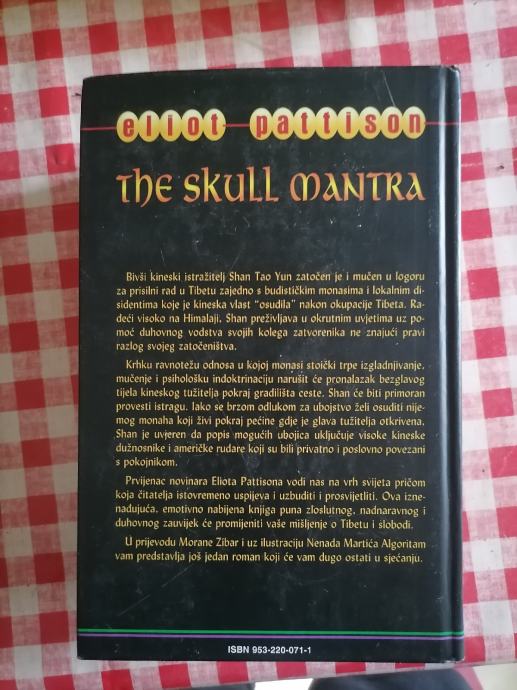 eliot pattison
THE SKULL MANTRA
Bivši kineski istražitelj Shan Tao Yun zatočen je i mučen u logoru
za prisilni rad u Tibetu zajedno s budističkim monasima i lokalnim di-
sidentima koje je kineska vlast "osudila" nakon okupacije Tibeta. Ra-
deći visoko na Himalaji, Shan preživljava u okrutnim uvjetima uz po-
moć duhovnog vodstva svojih kolega zatvorenika ne znajući pravi
razlog svojeg zatočeništva.
Krhku ravnotežu odnosa u kojoj monasi stoički trpe izgladnjivanje,
mučenje i psihološku indoktrinaciju narušit će pronalazak bezglavog
tijela kineskog tužitelja pokraj gradilišta ceste. Shan će biti primoran
provesti istragu. Iako se brzom odlukom za ubojstvo želi osuditi nije-
mog monaha koji živi pokraj pećine gdje je glava tužitelja otkrivena,
Shan je uvjeren da popis mogućih ubojica uključuje visoke kineske
dužnosnike i američke rudare koji su bili privatno i poslovno povezani
s pokojnikom.
Prvijenac novinara Eliota Pattisona vodi nas na vrh svijeta pričom
koja čitatelja istovremeno uspijeva i uzbuditi i prosvijetliti. Ova izne-
nađujuća, emotivno nabijena knjiga puna zloslutnog, nadnaravnog i
duhovnog zauvijek će promijeniti vaše mišljenje o Tibetu i slobodi.
U prijevodu Morane Zibar i uz ilustraciju Nenada Martića Algoritam
vam predstavlja još jedan roman koji će vam dugo ostati u sjećanju.
ISBN 953-220-071-1